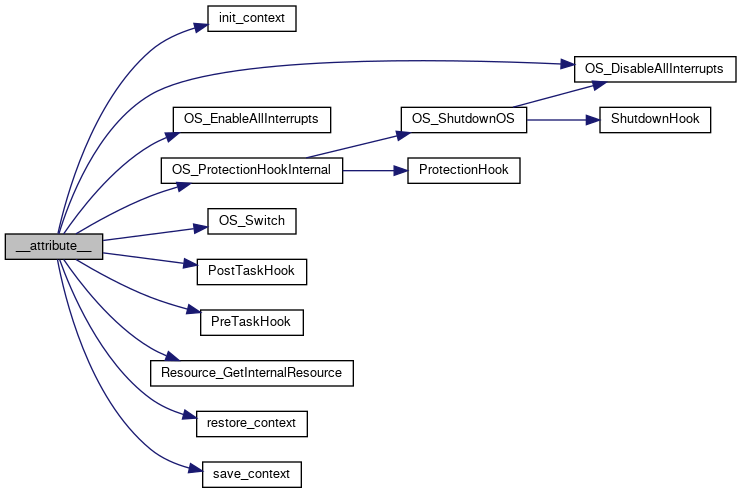 init_context
OS_DisableAllInterrupts
OS_EnableAllInterrupts
OS_ShutdownOS
ShutdownHook
OS_ProtectionHookInternal
ProtectionHook
OS_Switch
__attribute__
PostTaskHook
PreTaskHook
Resource_GetInternalResource
restore_context
save_context